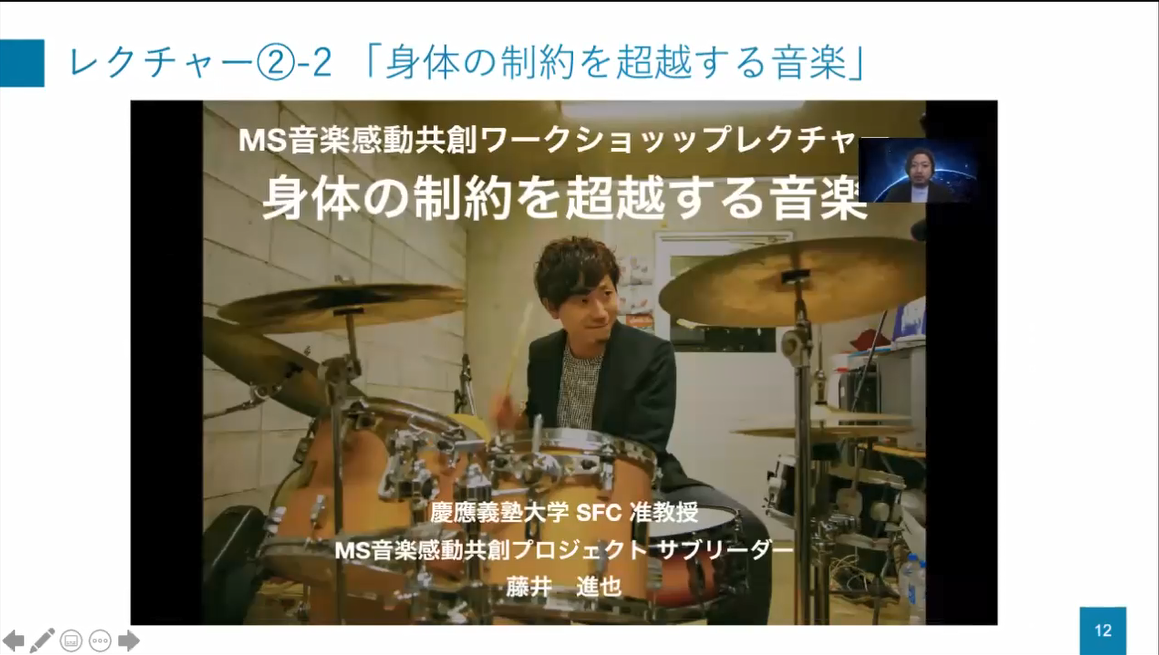 レクチャー②-2 「身体の制約を超越する音楽」
MS音楽感動共創ワークショッッププレクチャー
身体の制約を超越する音楽
慶應義塾大学 SFC 准教授
MS音楽感動共創プロジェクト サブリーダー
藤井 進也
12